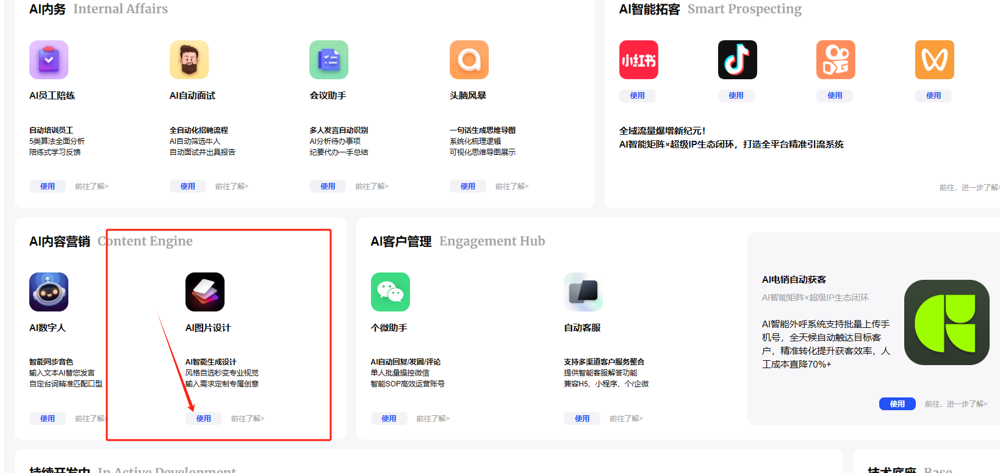 AI内务 Internal Affairs
AI员工陪练
自动培训员工
5类算法全面分析
陪练式学习反馈
使用 前往了解>
AI自动面试
全自动化招聘流程
AI自动筛选牛人
自动面试并出具报告
使用 前往了解>
会议助手
多人发言自动识别
AI分析待办事项
纪要代办一手总结
使用 前往了解>
头脑风暴
一句话生成思维导图
系统化梳理逻辑
可视化思维导图展示
使用 前往了解>
AI智能拓客 Smart Prospecting
小红书
使用
使用
使用
使用
全域流量爆增新纪元！
AI智能矩阵×超级IP生态闭环，打造全平台精准引流系统
前往，进一步了解>
AI内容营销 Content Engine
AI数字人
智能同步音色
输入文本AI替您发言
自定台词精准匹配口型
使用 前往了解>
AI图片设计
AI智能生成设计
风格自选秒变专业视觉
输入需求定制专属创意
使用 前往了解>
AI客户管理 Engagement Hub
个微助手
AI自动回复/发圈/评论
单人批量操控微信
智能SOP高效运营账号
使用 前往了解>
自动客服
支持多渠道客户服务整合
提供智能客服解答功能
兼容H5、小程序、个/企微
使用 前往了解>
AI电销自动获客
AI智能矩阵×超级IP生态闭环
AI智能外呼系统支持批量上传手
机号，全天候自动触达目标客
户，精准转化提升获客效率，人
工成本直降70%+
使用 前往，进一步了解>
持续开发中 In Active Development
技术底座 Base